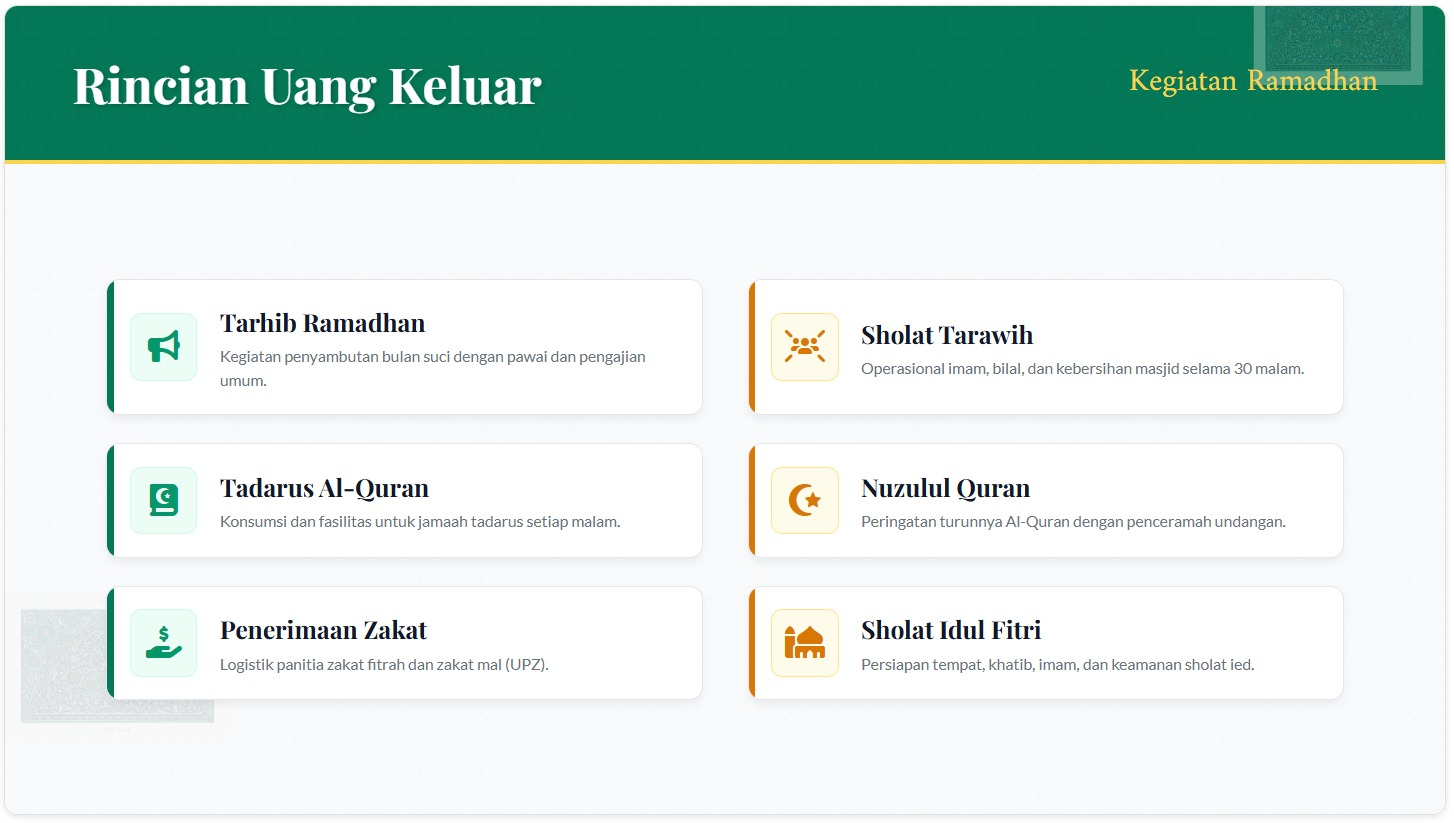 Rincian Uang Keluar
Kegiatan Ramadhan
Tarhib Ramadhan
Kegiatan penyambutan bulan suci dengan pawai dan pengajian
umum.
Sholat Tarawih
Operasional imam, bilal, dan kebersihan masjid selama 30 malam.
Tadarus Al-Quran
Konsumsi dan fasilitas untuk jamaah tadarus setiap malam.
Nuzulul Quran
Peringatan turunnya Al-Quran dengan penceramah undangan.
Penerimaan Zakat
Logistik panitia zakat fitrah dan zakat mal (UPZ).
Sholat Idul Fitri
Persiapan tempat, khatib, imam, dan keamanan sholat ied.